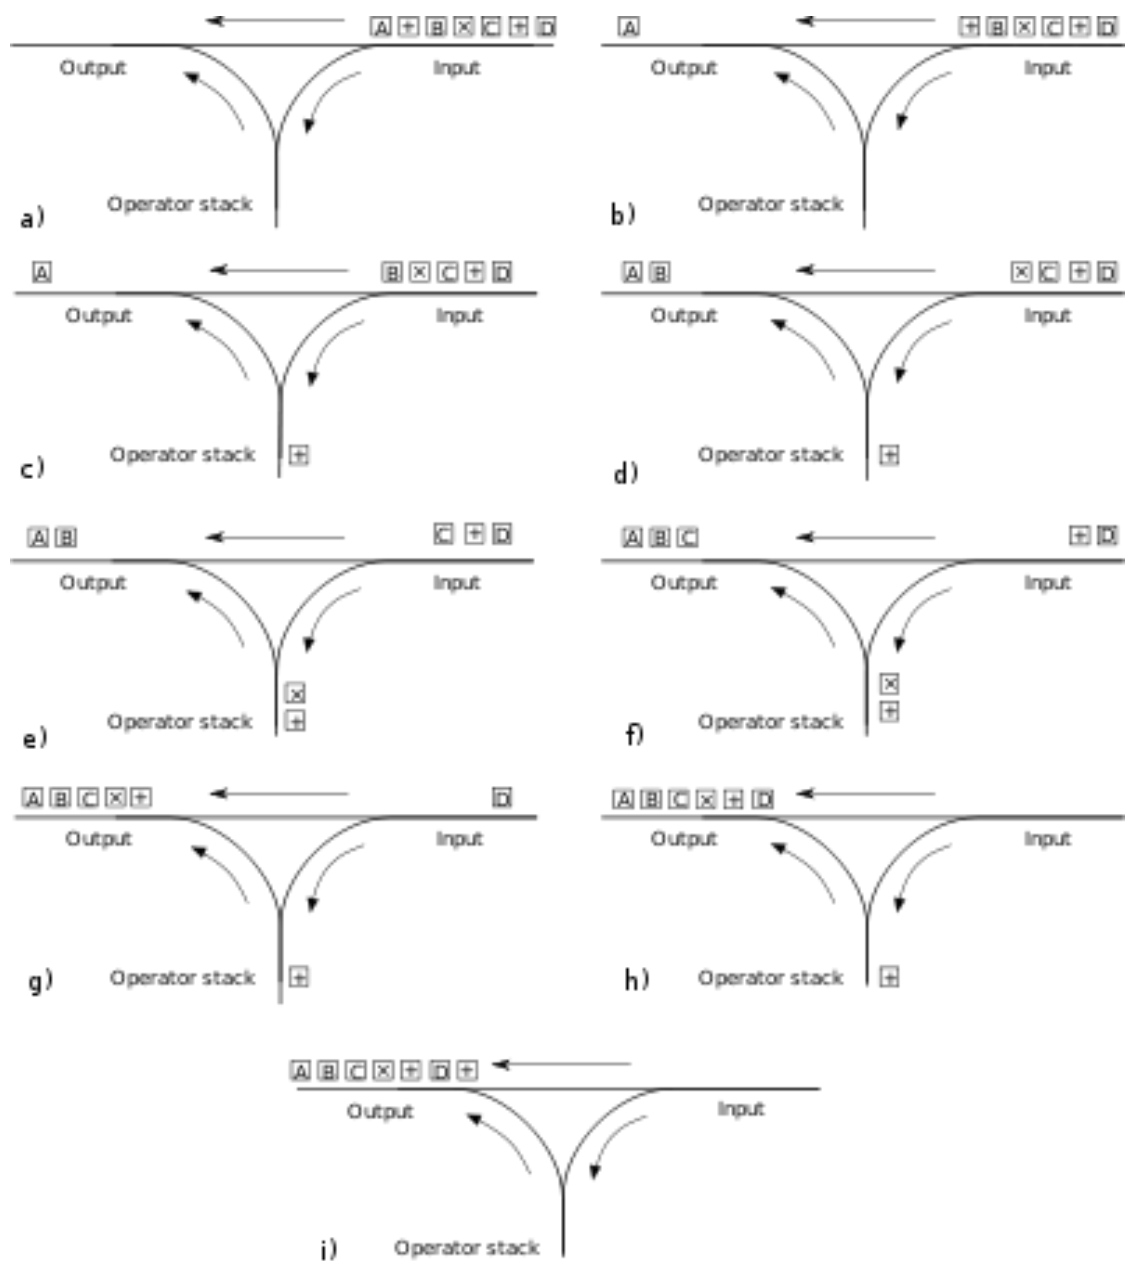 A + B × C + D
Output Input
Operator stack
a)
A + B × C + D
Output Input
Operator stack
b)
A B × C + D
Output Input
Operator stack +
c)
A B × C + D
Output Input
Operator stack +
d)
A B C + D
Output Input
×
Operator stack +
e)
A B C + D
Output Input
×
Operator stack +
f)
A B C × + D
Output Input
Operator stack +
g)
A B C × + D
Output Input
Operator stack +
h)
A B C × + D +
Output Input
Operator stack
i)